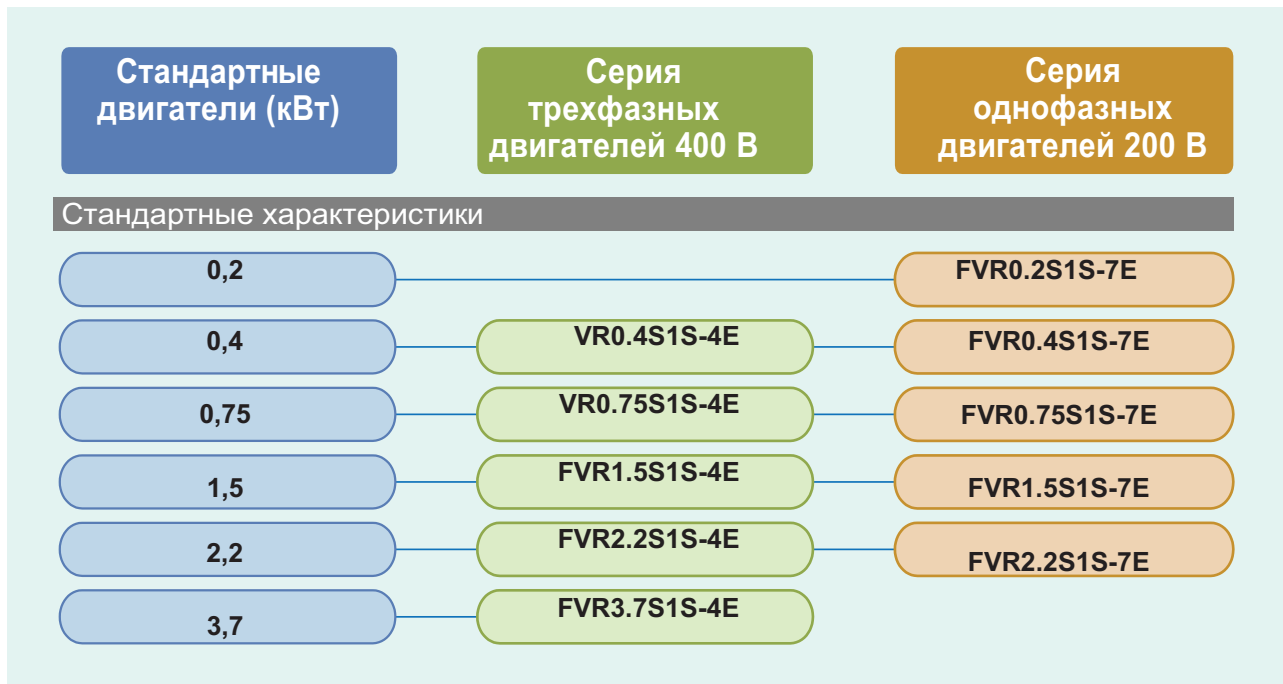 Стандартные
двигатели (кВт)
Серия
трехфазных
двигателей 400 В
Серия
однофазных
двигателей 200 В
Стандартные характеристики
0,2
FVR0.2S1S-7E
0,4
VR0.4S1S-4E
FVR0.4S1S-7E
0,75
VR0.75S1S-4E
FVR0.75S1S-7E
1,5
FVR1.5S1S-4E
FVR1.5S1S-7E
2,2
FVR2.2S1S-4E
FVR2.2S1S-7E
3,7
FVR3.7S1S-4E